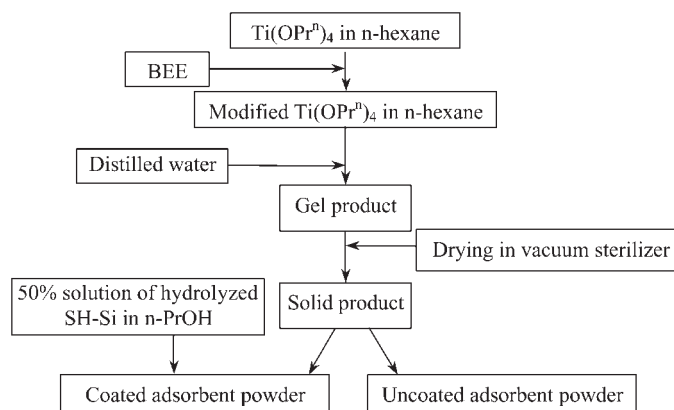 Ti(OPrⁿ)₄ in n-hexane
BEE
Modified Ti(OPrⁿ)₄ in n-hexane
Distilled water
Gel product
Drying in vacuum sterilizer
50% solution of hydrolyzed
SH-Si in n-PrOH
Solid product
Coated adsorbent powder
Uncoated adsorbent powder